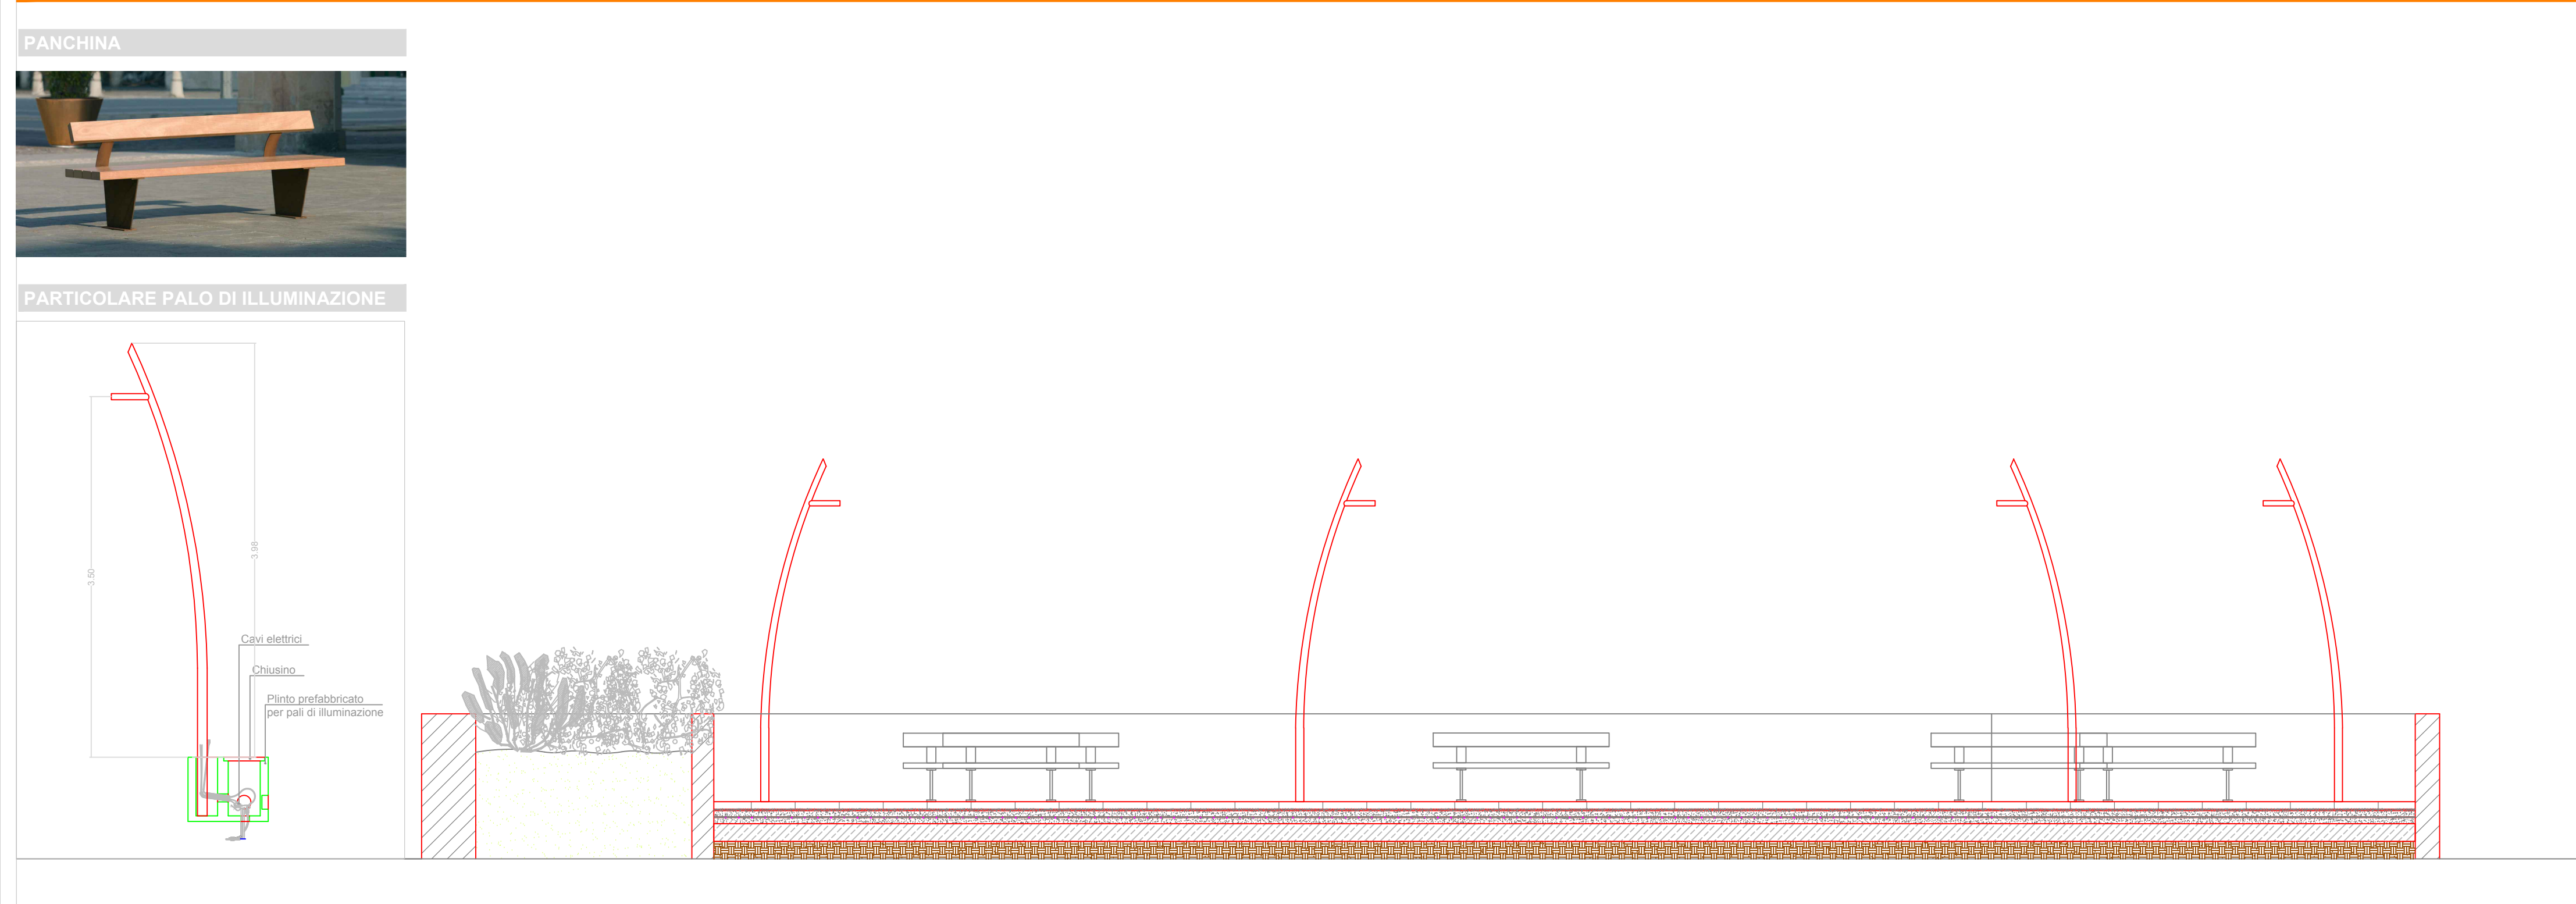 PANCHINA
PARTICOLARE PALO DI ILLUMINAZIONE
3.98
3.50
Cavi elettrici
Chiusino
Plinto prefabbricato
per pali di illuminazione